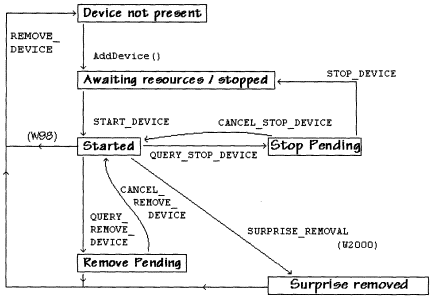 Device not present
REMOVE_
DEVICE
AddDevice()
Awaiting resources / stopped
STOP_DEVICE
START_DEVICE
CANCEL_STOP_DEVICE
(W98)
Started
Stop Pending
QUERY_STOP_DEVICE
CANCEL_
REMOVE_
DEVICE
QUERY_
REMOVE_
DEVICE
SURPRISE_REMOVAL
(W2000)
Remove Pending
Surprise removed